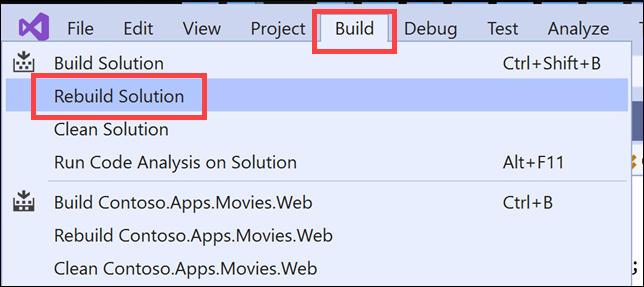 File Edit View Project Build Debug Test Analyze
Build Solution Ctrl+Shift+B
Rebuild Solution
Clean Solution
Run Code Analysis on Solution Alt+F11
Build Contoso.Apps.Movies.Web Ctrl+B
Rebuild Contoso.Apps.Movies.Web
Clean Contoso.Apps.Movies.Web ;